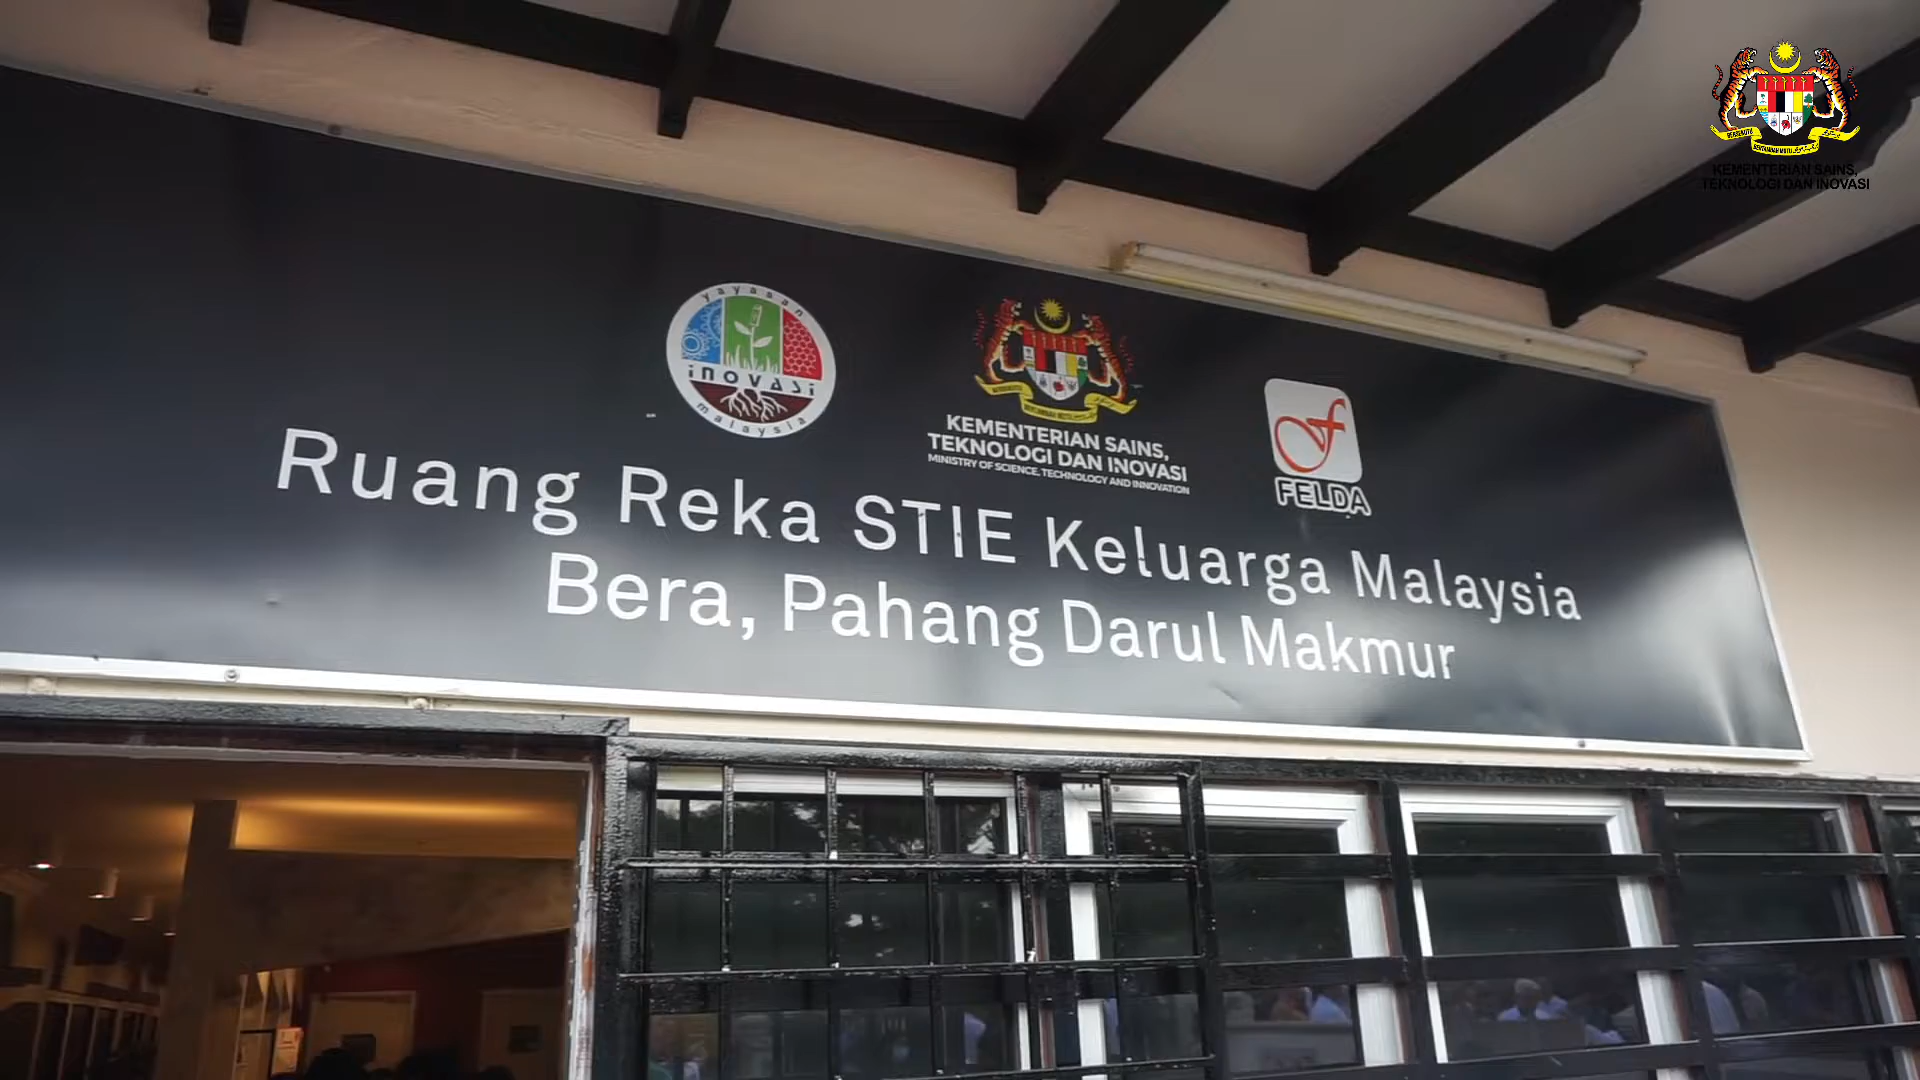 KEMENTERIAN SAINS,
TEKNOLOGI DAN INOVASI
yayasan
inovasi
malaysia
KEMENTERIAN SAINS,
TEKNOLOGI DAN INOVASI
MINISTRY OF SCIENCE, TECHNOLOGY AND INNOVATION
FELDA
Ruang Reka STIE Keluarga Malaysia
Bera, Pahang Darul Makmur